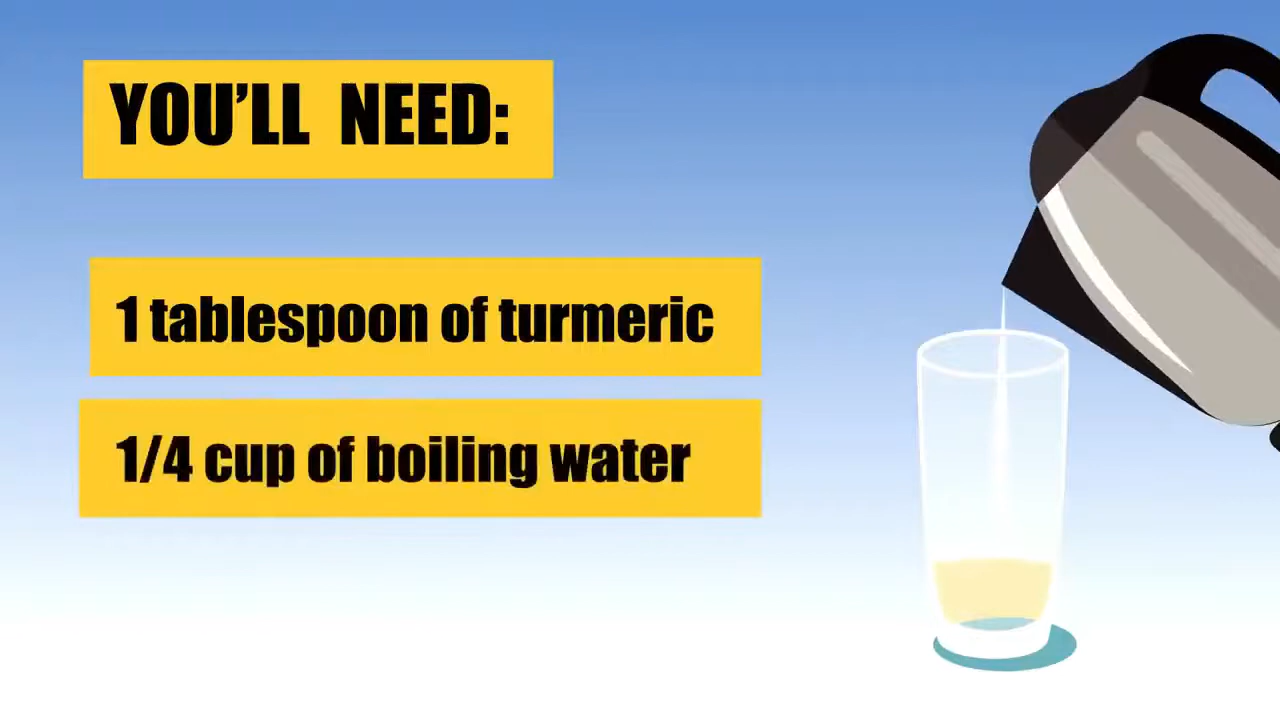 YOU'LL NEED:
1 tablespoon of turmeric
1/4 cup of boiling water